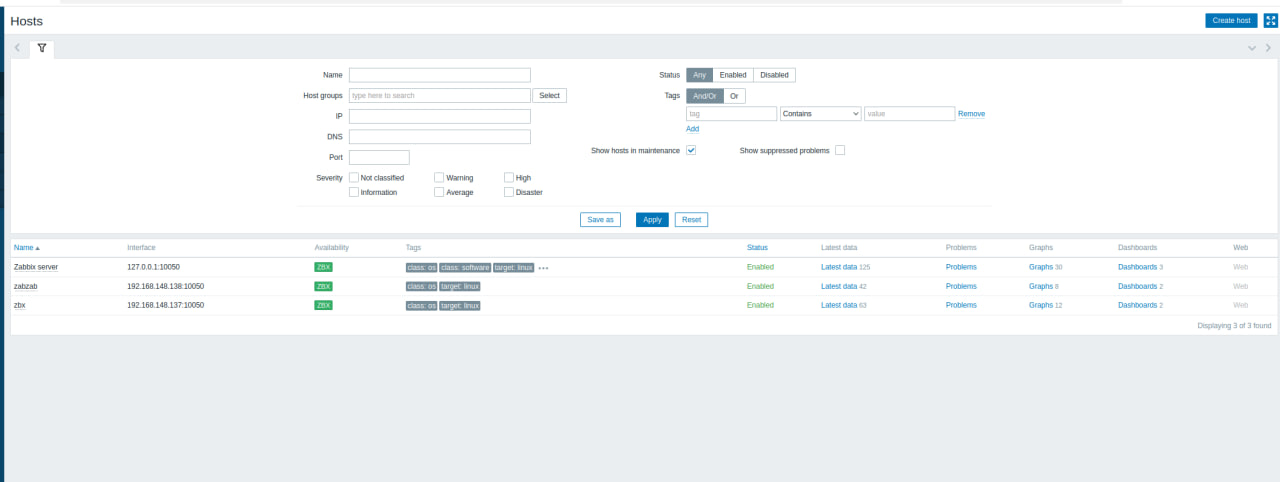 Hosts
Create host
Name
Status Any Enabled Disabled
Host groups type here to search Select
Tags And/Or Or
IP
tag Contains value Remove
DNS
Add
Port
Show hosts in maintenance Show suppressed problems
Severity Not classified Warning High
Information Average Disaster
Save as Apply Reset
Name Interface Availability Tags Status Latest data Problems Graphs Dashboards Web
Zabbix server 127.0.0.1:10050 ZBX class: os class: software target: linux ••• Enabled Latest data 125 Problems Graphs 30 Dashboards 3 Web
zabzab 192.168.148.138:10050 ZBX class: os target: linux Enabled Latest data 42 Problems Graphs 8 Dashboards 2 Web
zbx 192.168.148.137:10050 ZBX class: os target: linux Enabled Latest data 63 Problems Graphs 12 Dashboards 2 Web
Displaying 3 of 3 found